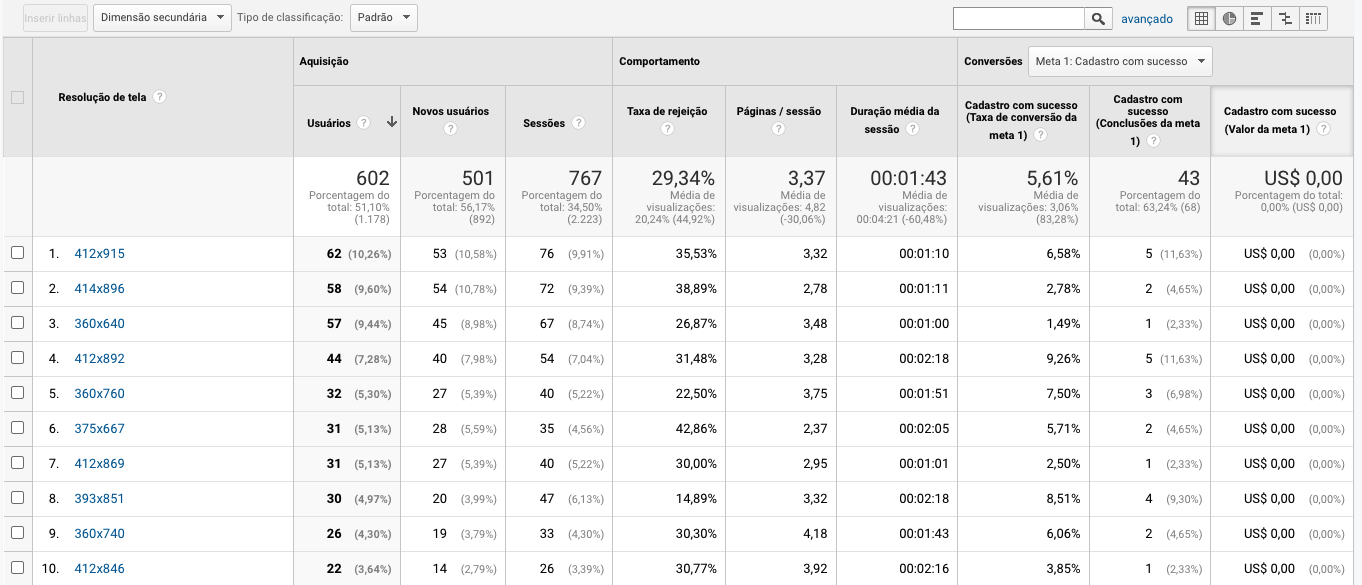 Inserir linhas Dimensão secundária Tipo de classificação: Padrão avançado
Aquisição Comportamento Conversões Meta 1: Cadastro com sucesso
Resolução de tela ?
Usuários ? Novos usuários ? Sessões ? Taxa de rejeição ? Páginas / sessão ? Duração média da sessão ? Cadastro com sucesso (Taxa de conversão da meta 1) ? Cadastro com sucesso (Conclusões da meta 1) ? Cadastro com sucesso (Valor da meta 1) ?
602 501 767 29,34% 3,37 00:01:43 5,61% 43 US$ 0,00
Porcentagem do total: 51,10% (1.178) Porcentagem do total: 56,17% (892) Porcentagem do total: 34,50% (2.223) Média de visualizações: 20,24% (44,92%) Média de visualizações: 4,82 (-30,06%) Média de visualizações: 00:04:21 (-60,48%) Média de visualizações: 3,06% (83,28%) Porcentagem do total: 63,24% (68) Porcentagem do total: 0,00% (US$ 0,00)
1. 412x915 62 (10,26%) 53 (10,58%) 76 (9,91%) 35,53% 3,32 00:01:10 6,58% 5 (11,63%) US$ 0,00 (0,00%)
2. 414x896 58 (9,60%) 54 (10,78%) 72 (9,39%) 38,89% 2,78 00:01:11 2,78% 2 (4,65%) US$ 0,00 (0,00%)
3. 360x640 57 (9,44%) 45 (8,98%) 67 (8,74%) 26,87% 3,48 00:01:00 1,49% 1 (2,33%) US$ 0,00 (0,00%)
4. 412x892 44 (7,28%) 40 (7,98%) 54 (7,04%) 31,48% 3,28 00:02:18 9,26% 5 (11,63%) US$ 0,00 (0,00%)
5. 360x760 32 (5,30%) 27 (5,39%) 40 (5,22%) 22,50% 3,75 00:01:51 7,50% 3 (6,98%) US$ 0,00 (0,00%)
6. 375x667 31 (5,13%) 28 (5,59%) 35 (4,56%) 42,86% 2,37 00:02:05 5,71% 2 (4,65%) US$ 0,00 (0,00%)
7. 412x869 31 (5,13%) 27 (5,39%) 40 (5,22%) 30,00% 2,95 00:01:01 2,50% 1 (2,33%) US$ 0,00 (0,00%)
8. 393x851 30 (4,97%) 20 (3,99%) 47 (6,13%) 14,89% 3,32 00:02:18 8,51% 4 (9,30%) US$ 0,00 (0,00%)
9. 360x740 26 (4,30%) 19 (3,79%) 33 (4,30%) 30,30% 4,18 00:01:43 6,06% 2 (4,65%) US$ 0,00 (0,00%)
10. 412x846 22 (3,64%) 14 (2,79%) 26 (3,39%) 30,77% 3,92 00:02:16 3,85% 1 (2,33%) US$ 0,00 (0,00%)